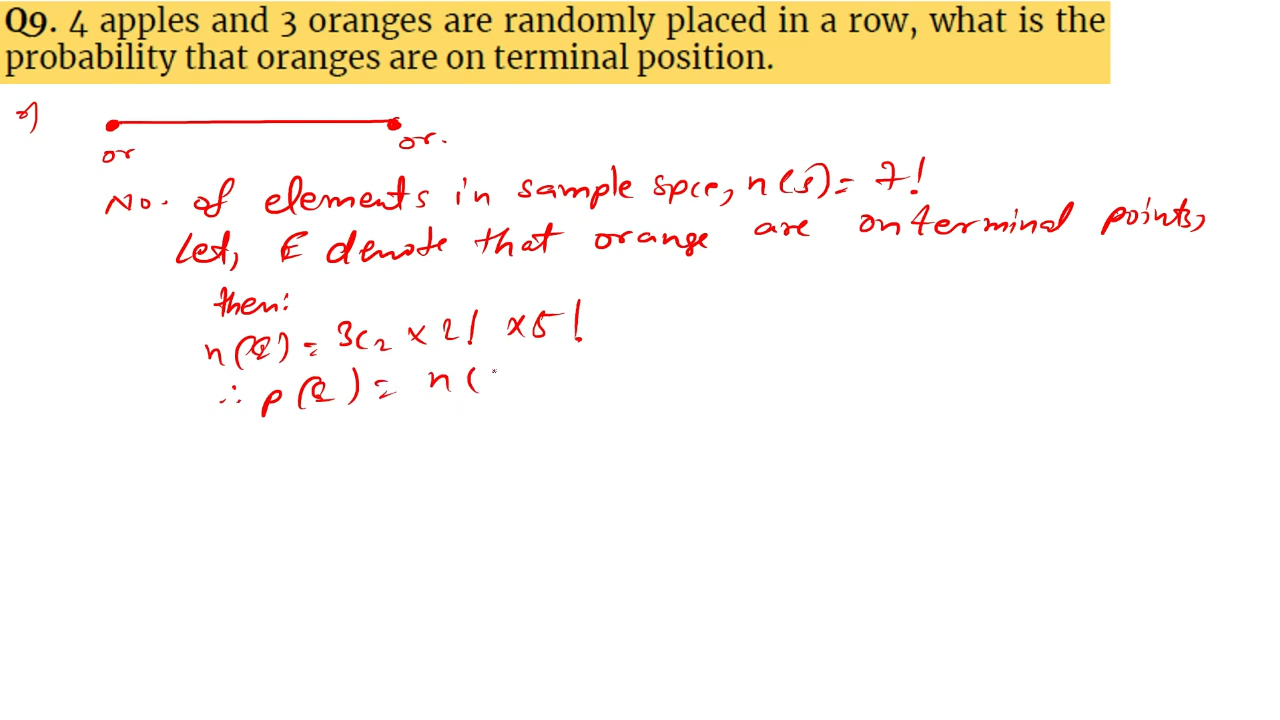 Q9. 4 apples and 3 oranges are randomly placed in a row, what is the
probability that oranges are on terminal position.
or or.
No. of elements in sample spce, n(s) = 7!
Let, E denote that orange are on terminal points,
then:
n(E) = 3c2 × 2! × 5!
∴ p(E) = n(